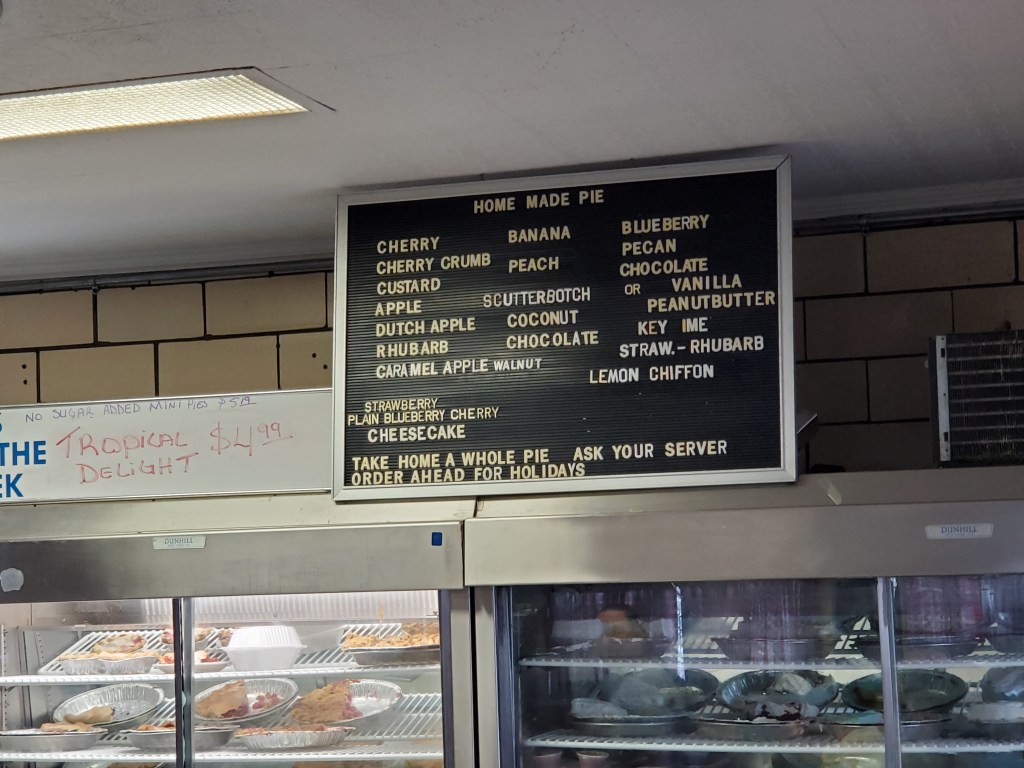 HOME MADE PIE
CHERRY
CHERRY CRUMB
CUSTARD
APPLE
DUTCH APPLE
RHUBARB
CARAMEL APPLE WALNUT
BANANA
PEACH
SCUTTERBOTCH
COCONUT
CHOCOLATE
BLUEBERRY
PECAN
CHOCOLATE
OR VANILLA
PEANUTBUTTER
KEY IME
STRAW.-RHUBARB
LEMON CHIFFON
STRAWBERRY
PLAIN BLUEBERRY CHERRY
CHEESECAKE
TAKE HOME A WHOLE PIE ASK YOUR SERVER
ORDER AHEAD FOR HOLIDAYS
NO SUGAR ADDED MINI PIES
THE
EK
TROPICAL $4.99
DELIGHT
DUNHILL
DUNHILL